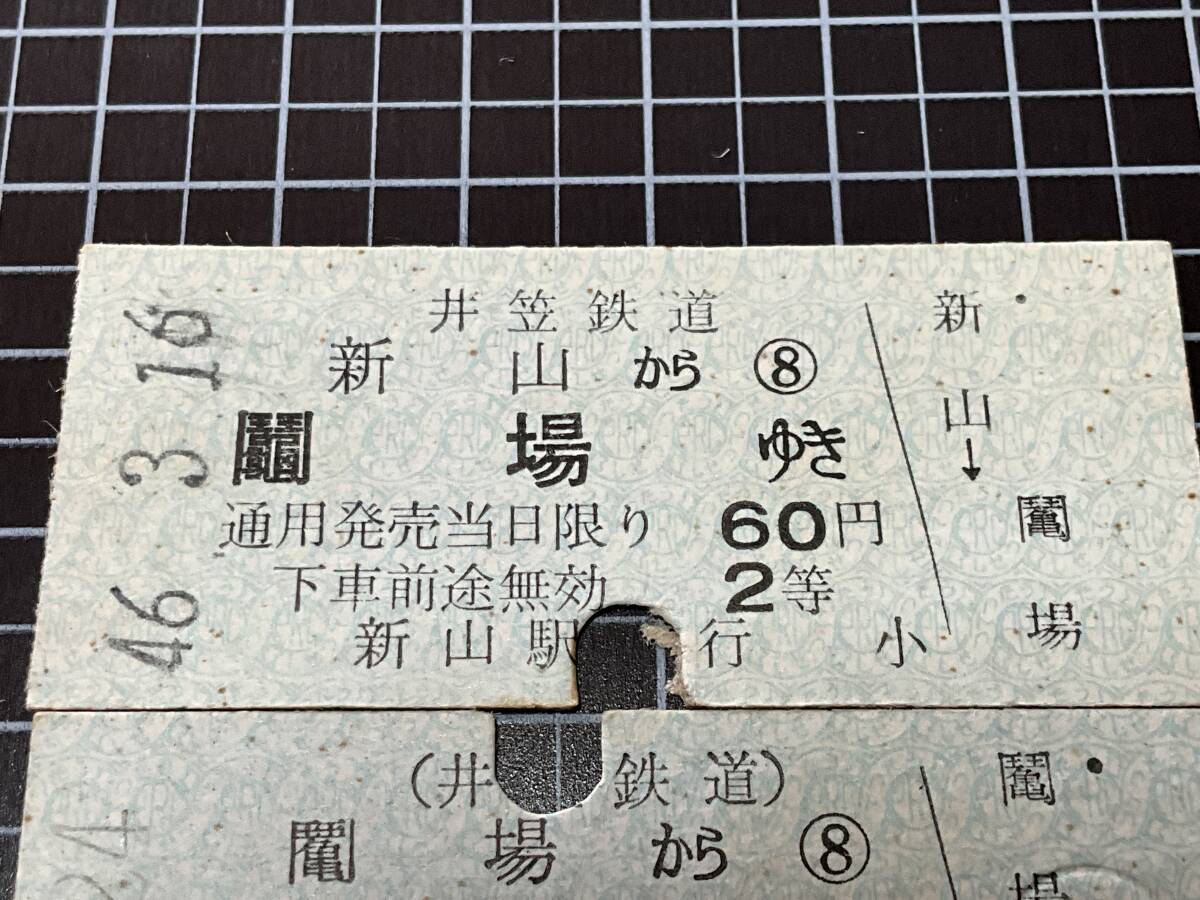 46 3 16
井笠鉄道
新山から ⑧
鬮場ゆき
通用発売当日限り 60円
下車前途無効 2等
新山駅 行 小
新山→鬮場
(井 鉄道)
鬮場から ⑧
鬮場